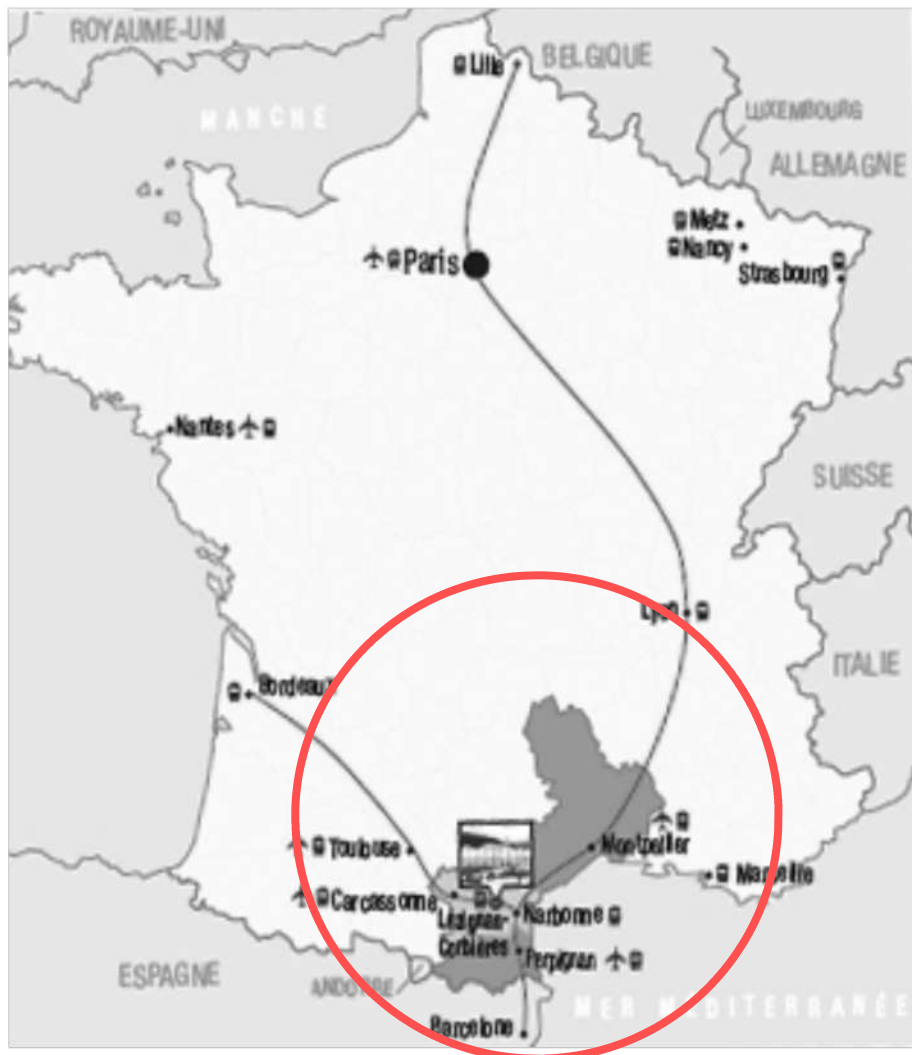 ROYAUME-UNI
Lille
BELGIQUE
MANCHE
LUXEMBOURG
ALLEMAGNE
Metz
Nancy
Paris
Strasbourg
Nantes
SUISSE
Lyon
ITALIE
Bordeaux
Toulouse
Montpellier
Marseille
Carcassonne
Lézignan-
Corbières
Narbonne
Perpignan
ESPAGNE
ANDORRE
MER MÉDITERRANÉE
Barcelone